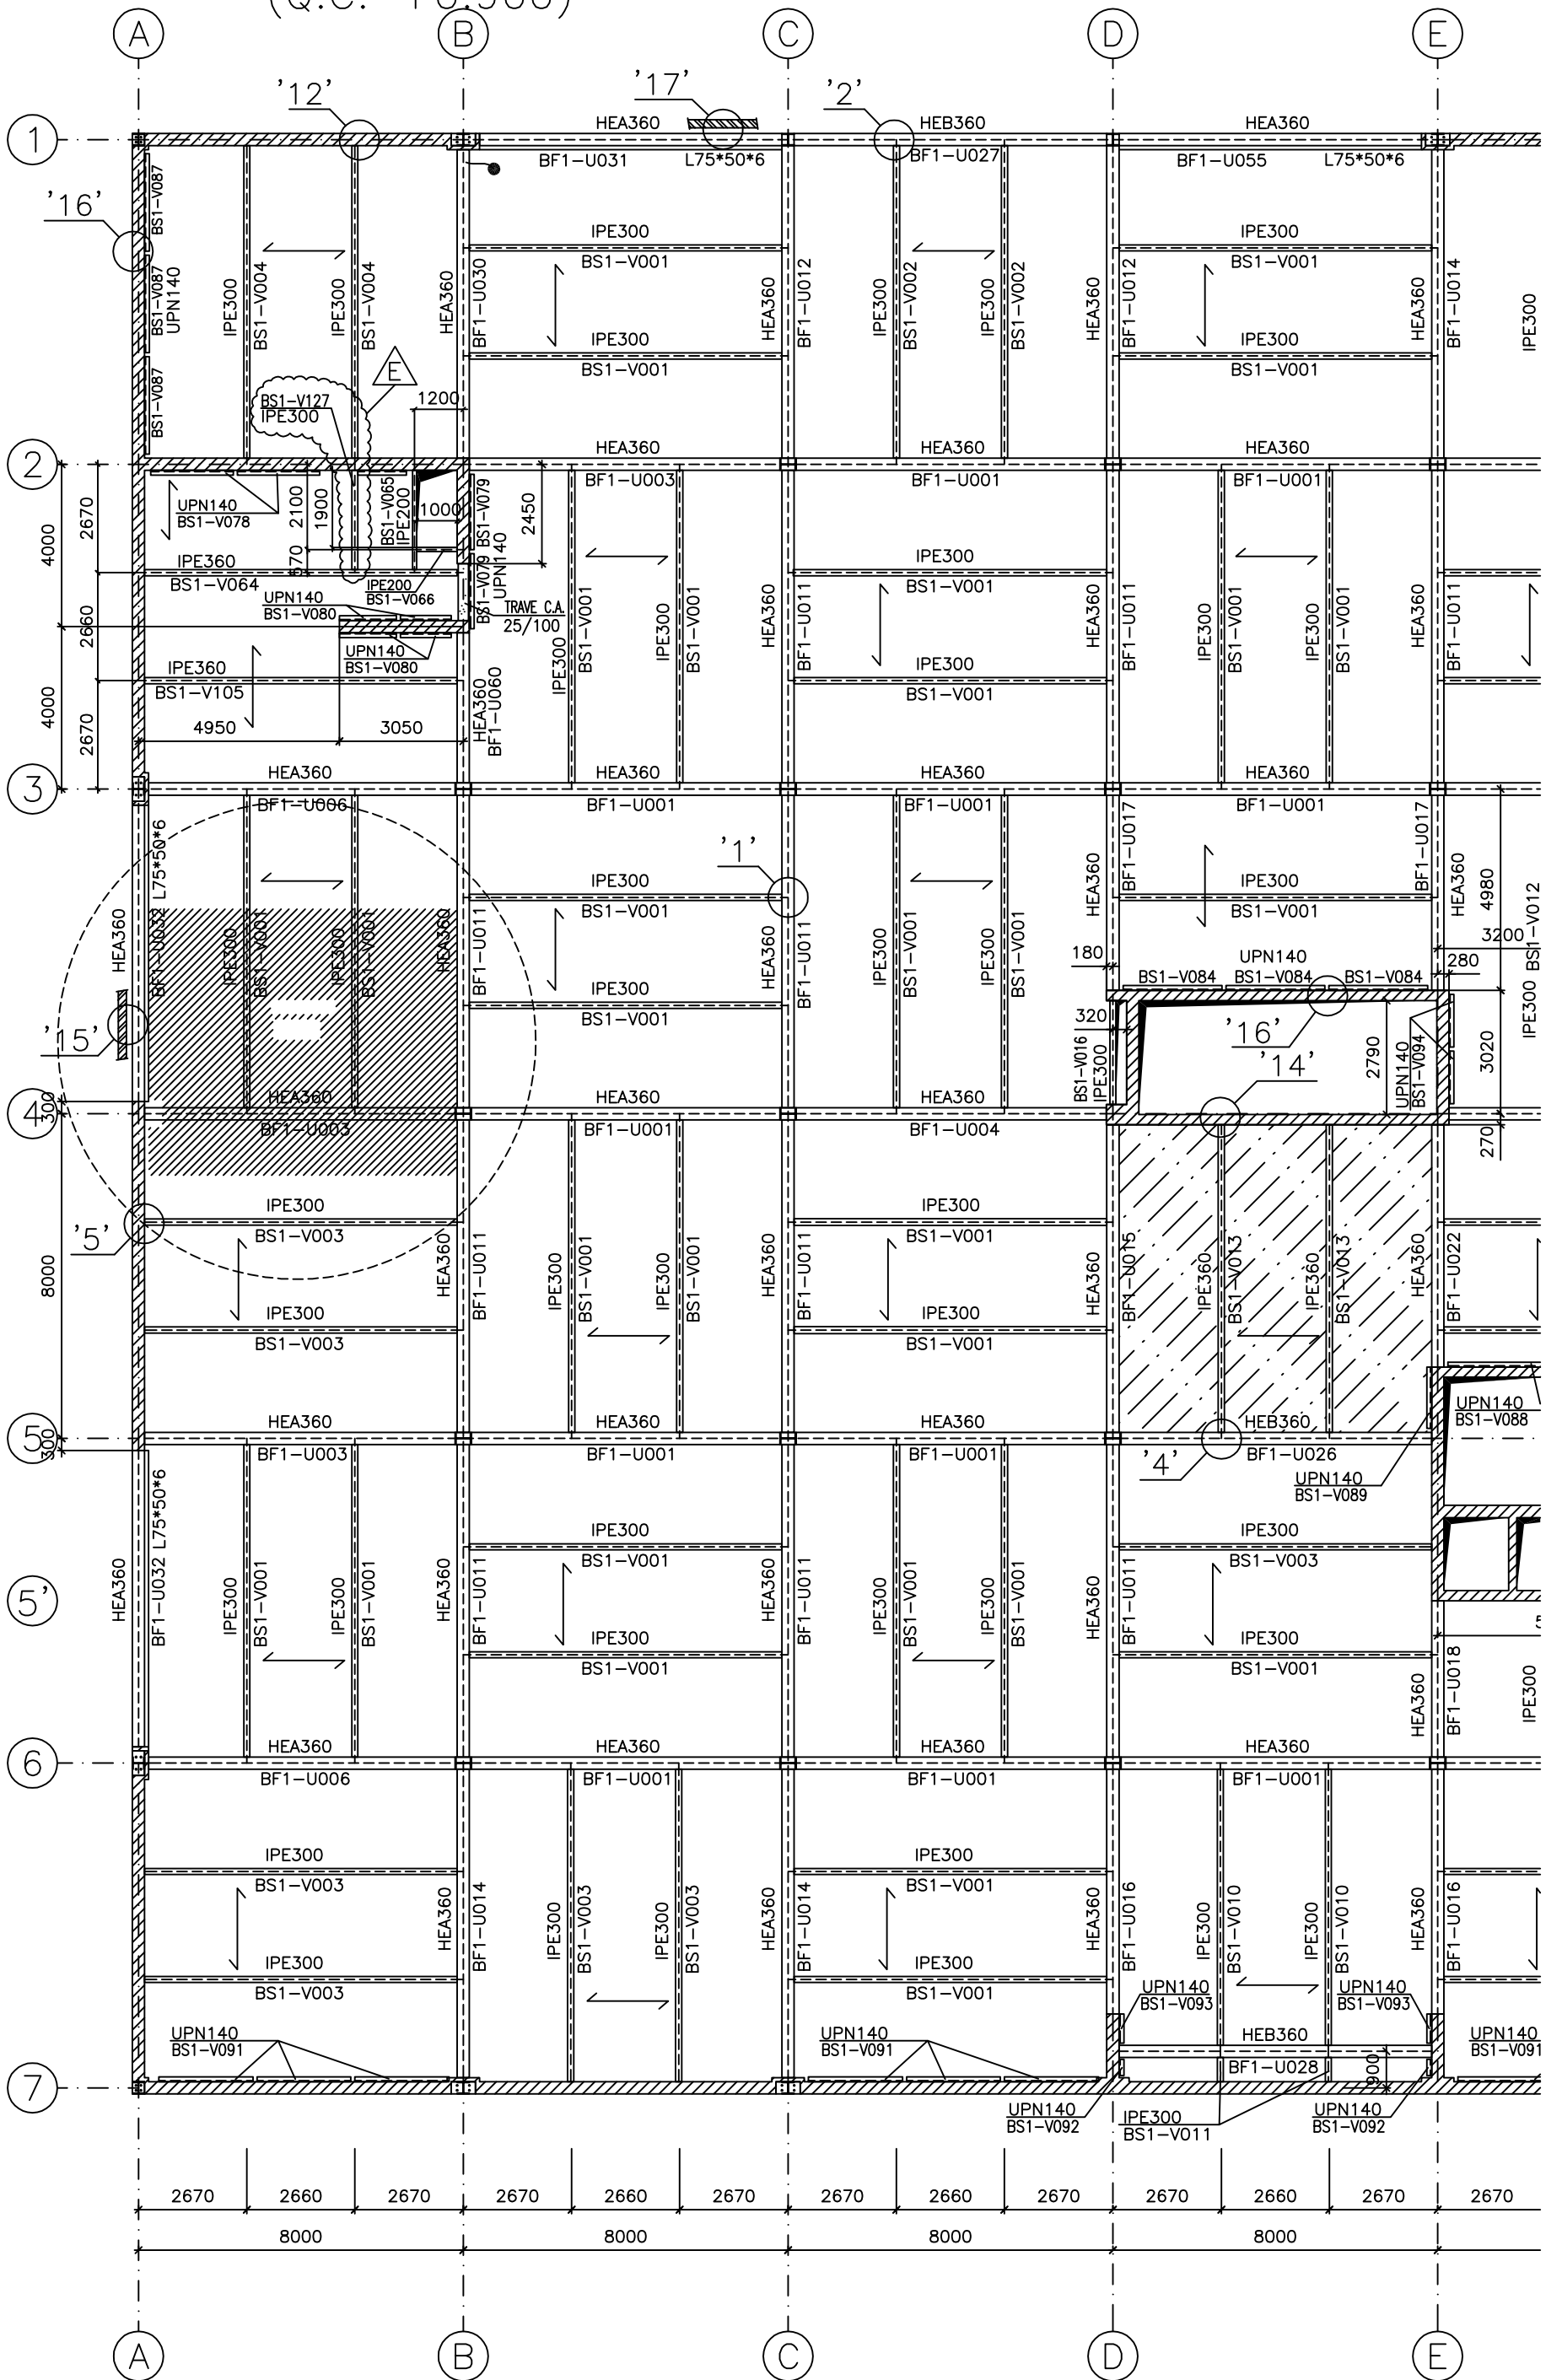 A
B
C
D
E
'12'
'17'
'2'
1
HEA360
HEB360
HEA360
BF1-U031
L75*50*6
BF1-U027
BF1-U055
L75*50*6
'16'
BS1-V087
BS1-V087
UPN140
BS1-V087
IPE300
BS1-V004
IPE300
BS1-V004
HEA360
BF1-U030
IPE300
BS1-V001
IPE300
BS1-V001
HEA360
BF1-U012
IPE300
BS1-V002
IPE300
BS1-V002
HEA360
BF1-U012
IPE300
BS1-V001
IPE300
BS1-V001
HEA360
BF1-U014
IPE300
E
BS1-V127
IPE300
1200
2
HEA360
HEA360
HEA360
BF1-U003
BF1-U001
BF1-U001
4000
2670
UPN140
BS1-V078
2100
1900
570
BS1-V065
IPE200
1000
BS1-V079
BS1-V079
UPN140
2450
IPE360
BS1-V064
IPE200
BS1-V066
UPN140
BS1-V080
TRAVE C.A.
25/100
2660
UPN140
BS1-V080
IPE360
BS1-V105
4000
2670
4950
3050
HEA360
BF1-U060
IPE300
BS1-V001
IPE300
BS1-V001
HEA360
BF1-U011
IPE300
BS1-V001
IPE300
BS1-V001
HEA360
BF1-U011
IPE300
BS1-V001
IPE300
BS1-V001
HEA360
BF1-U011
3
HEA360
HEA360
HEA360
HEA360
BF1-U006
BF1-U001
BF1-U001
BF1-U001
'1'
HEA360
BF1-U032 L75*50*6
IPE300
BS1-V001
IPE300
BS1-V001
HEA360
BF1-U011
IPE300
BS1-V001
IPE300
BS1-V001
HEA360
BF1-U011
IPE300
BS1-V001
IPE300
BS1-V001
HEA360
BF1-U017
IPE300
BS1-V001
BF1-U017
HEA360
4980
3200
IPE300 BS1-V012
180
UPN140
BS1-V084
BS1-V084
BS1-V084
280
'15'
320
BS1-V016
IPE300
'16'
'14'
2790
UPN140
BS1-V094
3020
4
300
HEA360
HEA360
HEA360
BF1-U003
BF1-U001
BF1-U004
270
'5'
8000
IPE300
BS1-V003
IPE300
BS1-V003
HEA360
BF1-U011
IPE300
BS1-V001
IPE300
BS1-V001
HEA360
BF1-U011
IPE300
BS1-V001
IPE300
BS1-V001
HEA360
BF1-U015
IPE360
BS1-V013
IPE360
BS1-V013
HEA360
BF1-U022
UPN140
BS1-V088
5
300
HEA360
HEA360
HEA360
HEB360
BF1-U003
BF1-U001
BF1-U001
'4'
BF1-U026
UPN140
BS1-V089
5'
HEA360
BF1-U032 L75*50*6
IPE300
BS1-V001
IPE300
BS1-V001
HEA360
BF1-U011
IPE300
BS1-V001
IPE300
BS1-V001
HEA360
BF1-U011
IPE300
BS1-V001
IPE300
BS1-V001
HEA360
BF1-U011
IPE300
BS1-V003
IPE300
BS1-V001
HEA360
BF1-U018
IPE300
6
HEA360
HEA360
HEA360
HEA360
BF1-U006
BF1-U001
BF1-U001
BF1-U001
IPE300
BS1-V003
IPE300
BS1-V003
HEA360
BF1-U014
IPE300
BS1-V003
IPE300
BS1-V003
HEA360
BF1-U014
IPE300
BS1-V001
IPE300
BS1-V001
HEA360
BF1-U016
IPE300
BS1-V010
IPE300
BS1-V010
HEA360
BF1-U016
UPN140
BS1-V093
UPN140
BS1-V093
UPN140
BS1-V091
UPN140
BS1-V091
HEB360
BF1-U028
900
UPN140
BS1-V091
7
UPN140
BS1-V092
IPE300
BS1-V011
UPN140
BS1-V092
2670
2660
2670
2670
2660
2670
2670
2660
2670
2670
2660
2670
2670
8000
8000
8000
8000
A
B
C
D
E